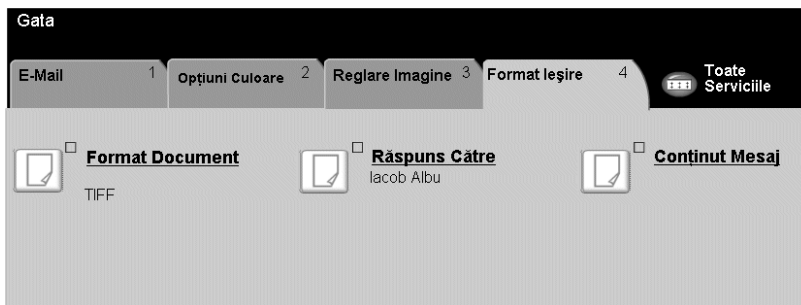 Gata
E-Mail 1
Opțiuni Culoare 2
Reglare Imagine 3
Format Ieșire 4
Toate
Serviciile
Format Document
TIFF
Răspuns Către
Iacob Albu
Conținut Mesaj